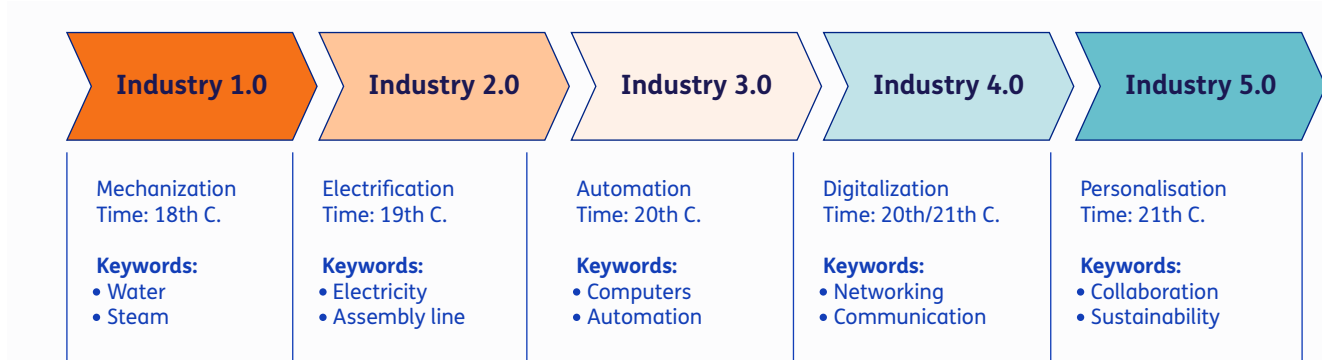 Industry 1.0
Industry 2.0
Industry 3.0
Industry 4.0
Industry 5.0
Mechanization
Time: 18th C.
Keywords:
• Water
• Steam
Electrification
Time: 19th C.
Keywords:
• Electricity
• Assembly line
Automation
Time: 20th C.
Keywords:
• Computers
• Automation
Digitalization
Time: 20th/21th C.
Keywords:
• Networking
• Communication
Personalisation
Time: 21th C.
Keywords:
• Collaboration
• Sustainability